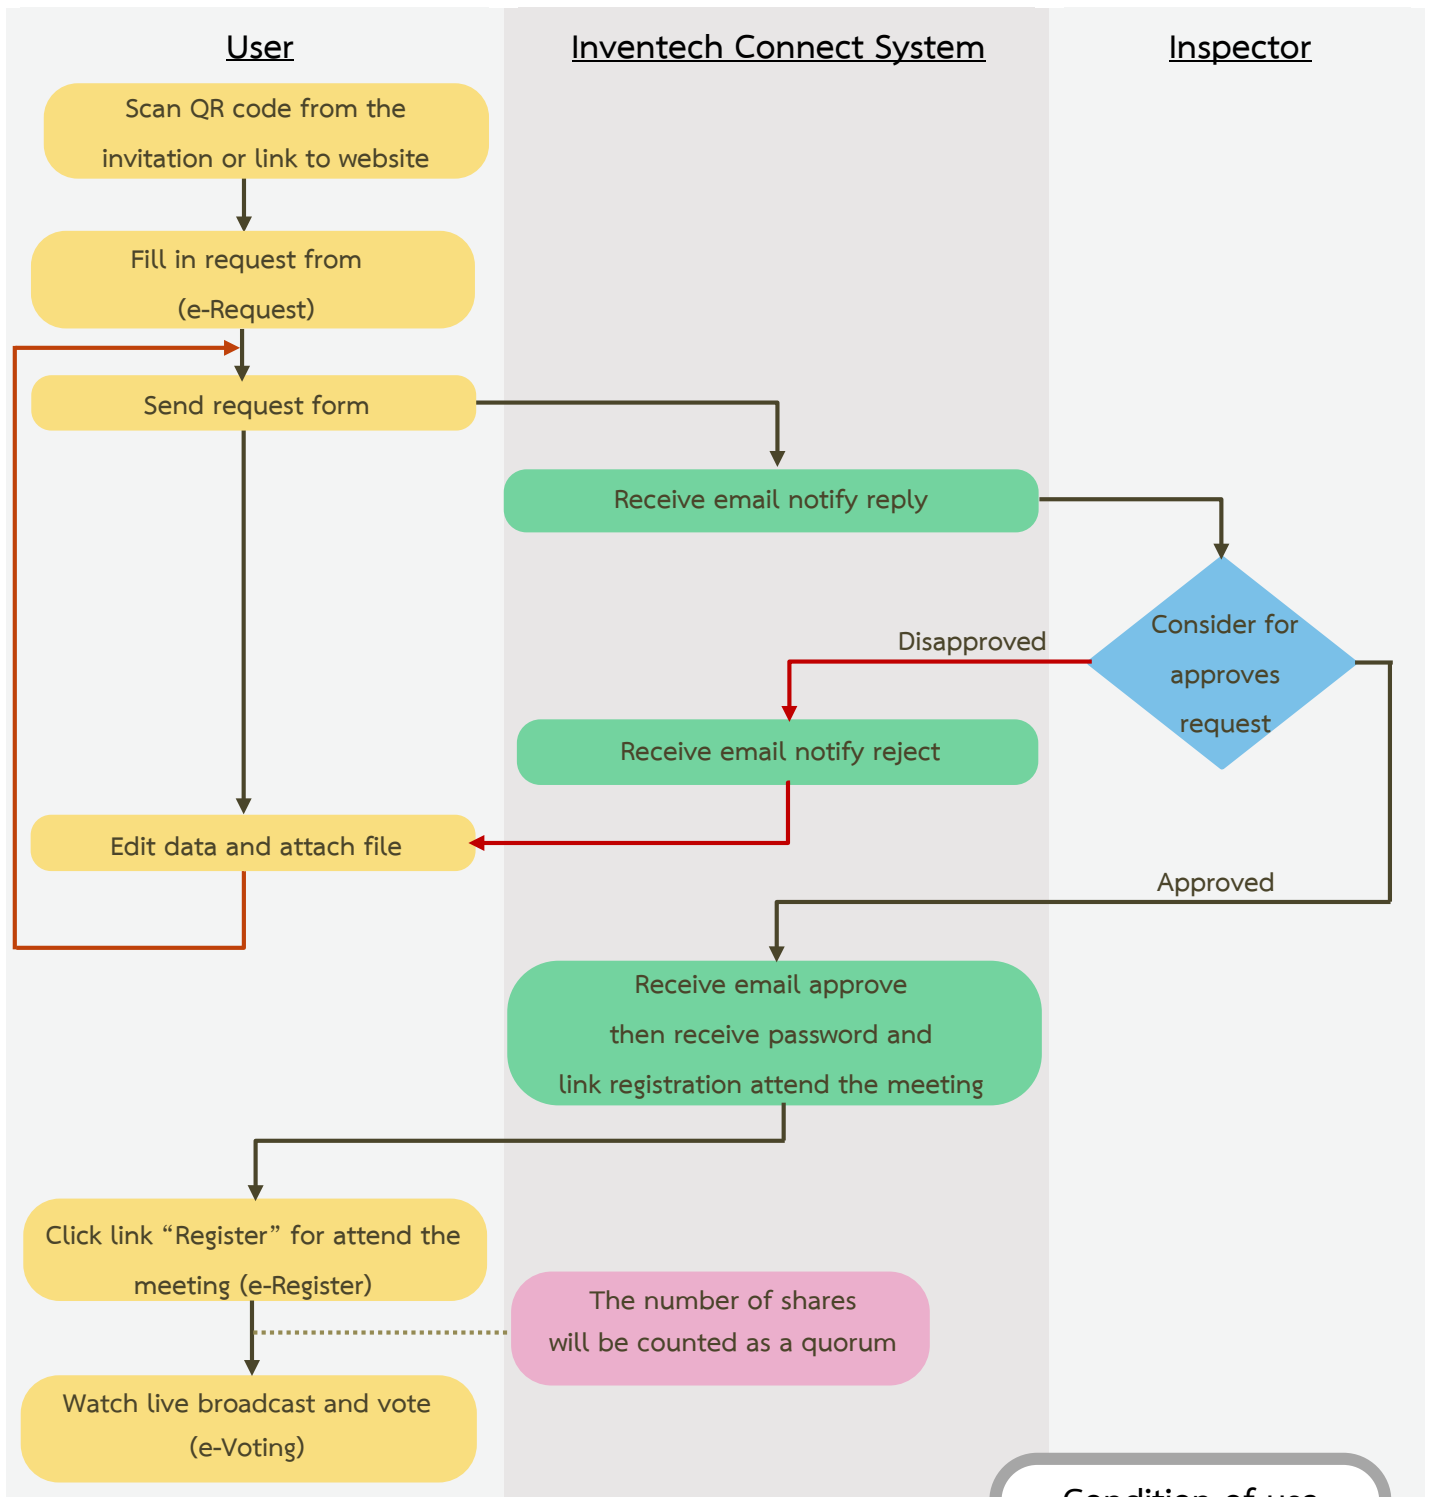 User
Inventech Connect System
Inspector
Scan QR code from the
invitation or link to website
Fill in request from
(e-Request)
Send request form
Receive email notify reply
Consider for
approves
request
Disapproved
Receive email notify reject
Edit data and attach file
Approved
Receive email approve
then receive password and
link registration attend the meeting
Click link “Register” for attend the
meeting (e-Register)
The number of shares
will be counted as a quorum
Watch live broadcast and vote
(e-Voting)
Condition of use